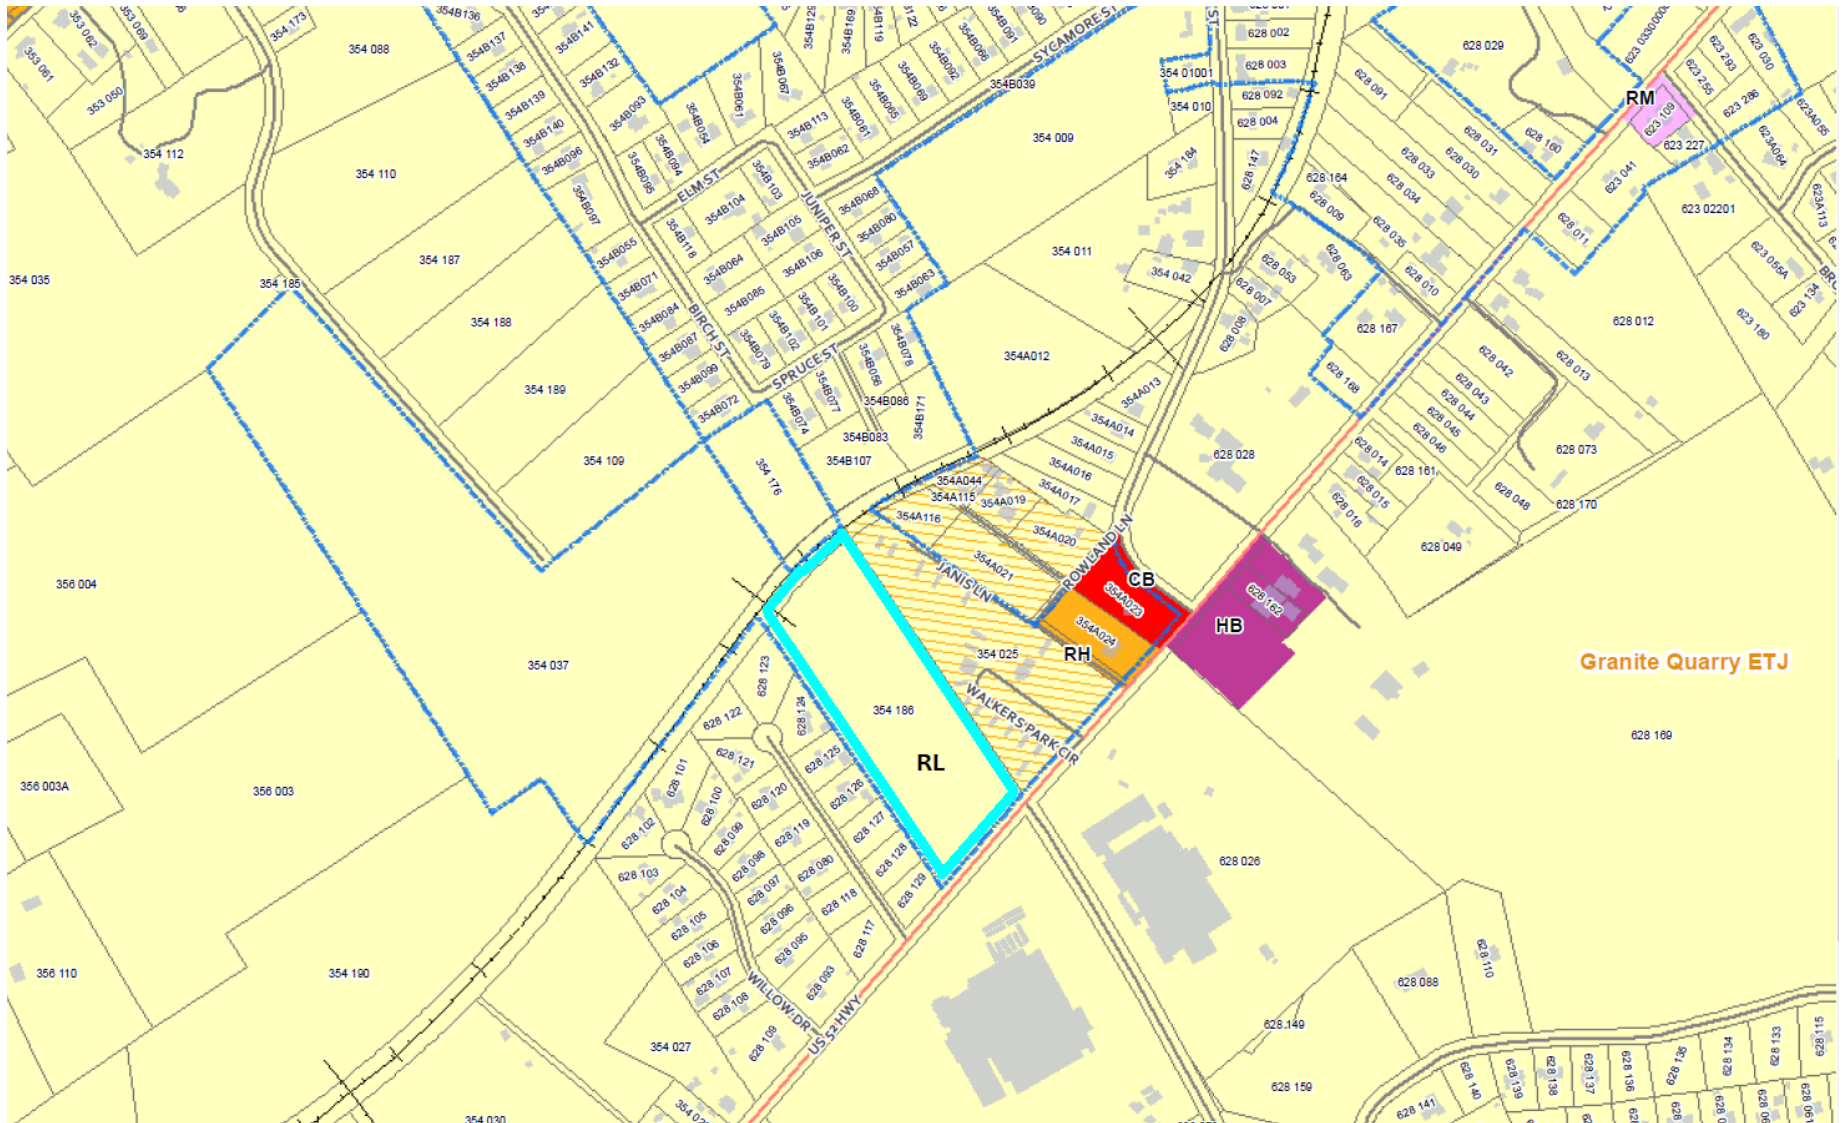 353 062
353 069
354 173
353 061
353 050
354 112
354 088
354 110
354 035
354 185
354 187
354 188
354 189
354 109
354B136
354B137
354B138
354B139
354B140
354B096
354B097
354B141
354B132
354B093
354B054
354B061
354B067
354B129
354B169
354B119
354B094
354B095
354B113
354B062
354B081
354B065
354B069
354B092
354B066
354B091
SYCAMORE ST
354B039
ELM ST
354B103
354B104
JUNIPER ST
354B068
354B080
354B057
354B063
354B118
354B105
354B106
354B064
354B100
354B101
354B085
354B102
354B079
354B055
354B071
354B084
354B087
354B099
354B072
BIRCH ST
SPRUCE ST
354B074
354B077
354B056
354B078
354B086
354B171
354B083
354B107
354 176
354 009
354 011
354 184
354 042
354A012
354 01001
354 010
628 002
628 003
628 092
628 004
628 147
628 164
628 009
628 053
628 007
628 008
628 063
628 035
628 010
628 167
628 168
628 091
628 029
628 033
628 034
628 031
628 030
628 160
RM
623 109
623 227
623 041
623 293
623 255
623 030
623 286
623A055
623A064
623A113
623 02201
628 011
623 055A
623 134
623 180
628 012
628 013
628 042
628 043
628 044
628 045
628 046
628 073
628 170
628 048
628 014
628 161
628 015
628 016
628 049
628 028
354A013
354A014
354A015
354A016
354A017
354A044
354A115
354A019
354A116
354A020
354A021
ROWLAND LN
JANIS LN
CB
354A023
354A024
RH
HB
628 162
354 025
WALKERS PARK CIR
Granite Quarry ETJ
628 169
354 186
RL
354 037
356 004
356 003A
356 003
356 110
354 190
628 123
628 124
628 122
628 121
628 125
628 126
628 127
628 128
628 129
628 120
628 119
628 080
628 118
628 117
628 101
628 100
628 099
628 098
628 097
628 096
628 095
628 093
628 102
628 103
628 104
628 105
628 106
628 107
628 108
628 109
WILLOW DR
US 52 HWY
354 027
354 030
628 026
628 088
628 110
628 149
628 159
628 141
628 140
628 139
628 138
628 137
628 136
628 135
628 134
628 133
628 115